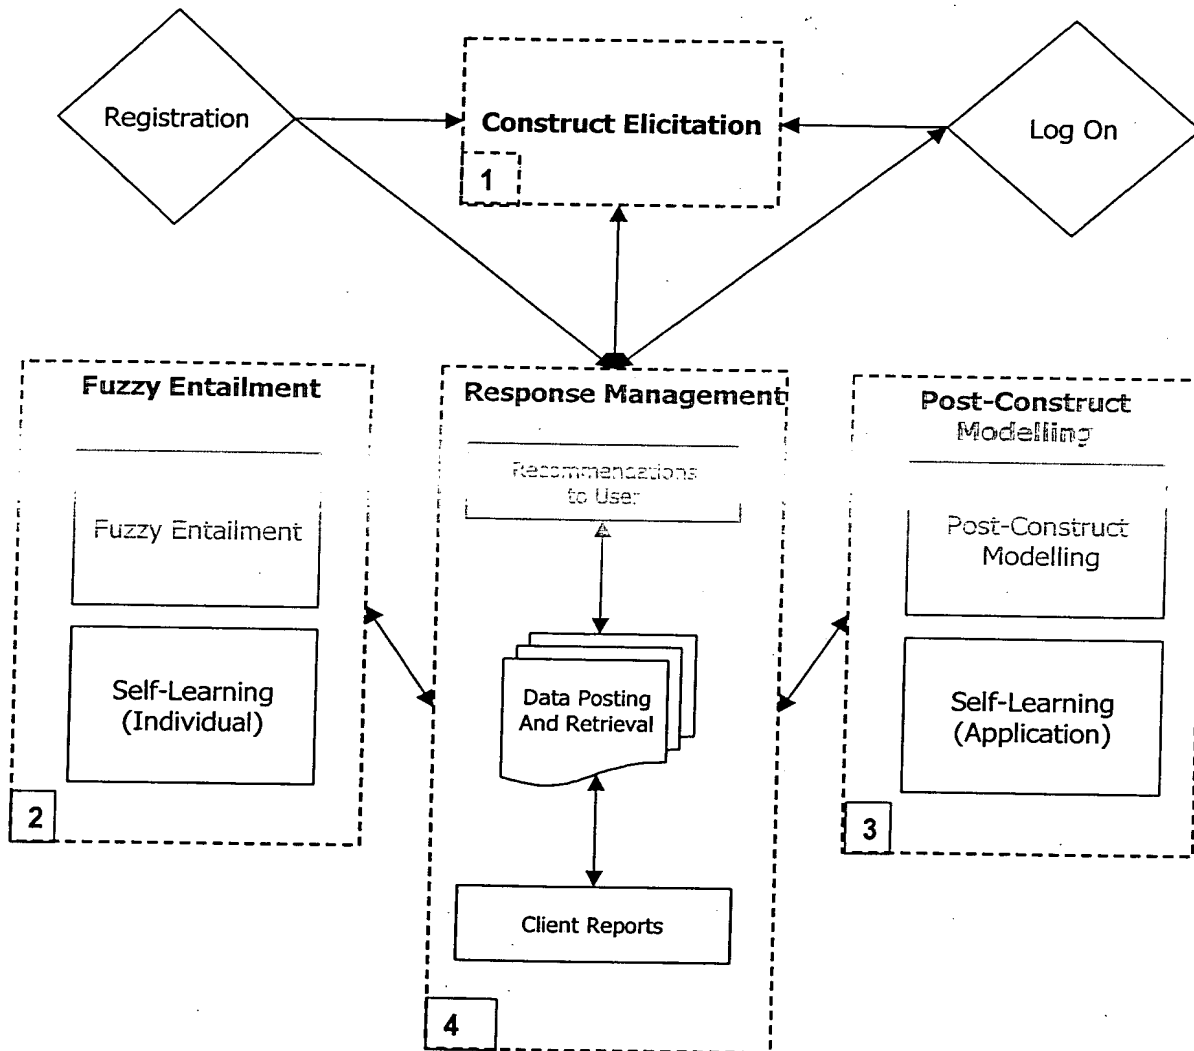 Registration
Construct Elicitation
1
Log On
Fuzzy Entailment
Fuzzy Entailment
Self-Learning
(Individual)
2
Response Management
Recommendations
to User
Data Posting
And Retrieval
Client Reports
4
Post-Construct
Modelling
Post-Construct
Modelling
Self-Learning
(Application)
3